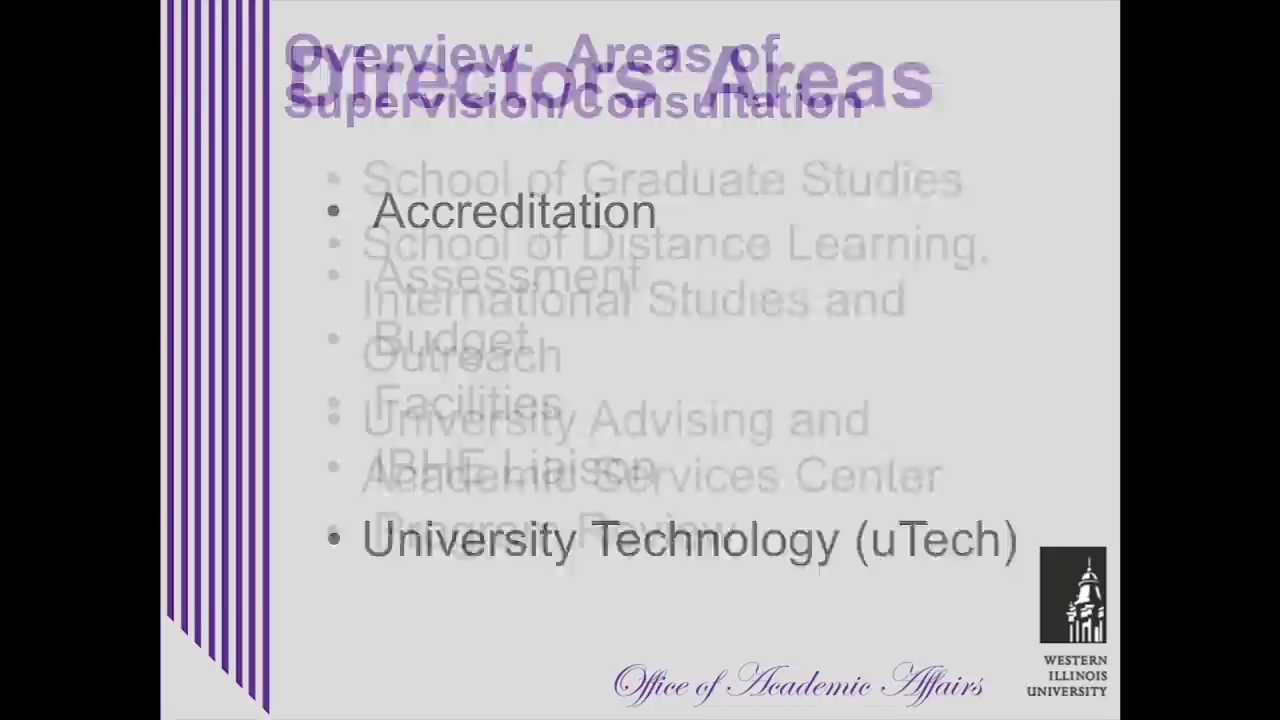 Overview: Areas of
Supervision/Consultation
Directors' Areas
• School of Graduate Studies
• School of Distance Learning,
International Studies and
Outreach
• University Advising and
Academic Services Center
• University Technology (uTech)
• Accreditation
• Assessment
• Budget
• Facilities
• IBHE Liaison
• Program Review
Office of Academic Affairs
WESTERN
ILLINOIS
UNIVERSITY